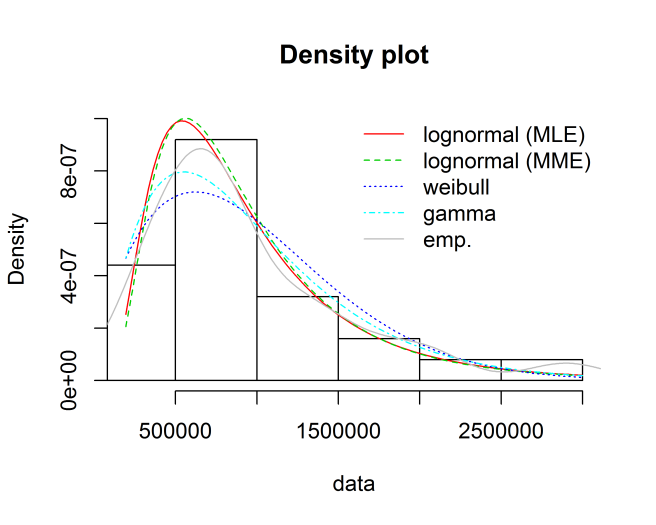 Density plot
lognormal (MLE)
lognormal (MME)
weibull
gamma
emp.
Density
8e-07
4e-07
0e+00
500000 1500000 2500000
data